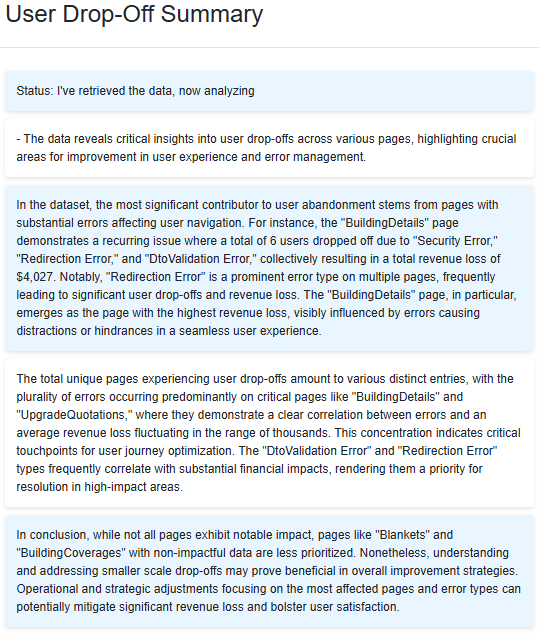 User Drop-Off Summary
Status: I've retrieved the data, now analyzing
- The data reveals critical insights into user drop-offs across various pages, highlighting crucial
areas for improvement in user experience and error management.
In the dataset, the most significant contributor to user abandonment stems from pages with
substantial errors affecting user navigation. For instance, the "BuildingDetails" page
demonstrates a recurring issue where a total of 6 users dropped off due to "Security Error,"
"Redirection Error," and "DtoValidation Error," collectively resulting in a total revenue loss of
$4,027. Notably, "Redirection Error" is a prominent error type on multiple pages, frequently
leading to significant user drop-offs and revenue loss. The "BuildingDetails" page, in particular,
emerges as the page with the highest revenue loss, visibly influenced by errors causing
distractions or hindrances in a seamless user experience.
The total unique pages experiencing user drop-offs amount to various distinct entries, with the
plurality of errors occurring predominantly on critical pages like "BuildingDetails" and
"UpgradeQuotations," where they demonstrate a clear correlation between errors and an
average revenue loss fluctuating in the range of thousands. This concentration indicates critical
touchpoints for user journey optimization. The "DtoValidation Error" and "Redirection Error"
types frequently correlate with substantial financial impacts, rendering them a priority for
resolution in high-impact areas.
In conclusion, while not all pages exhibit notable impact, pages like "Blankets" and
"BuildingCoverages" with non-impactful data are less prioritized. Nonetheless, understanding
and addressing smaller scale drop-offs may prove beneficial in overall improvement strategies.
Operational and strategic adjustments focusing on the most affected pages and error types can
potentially mitigate significant revenue loss and bolster user satisfaction.